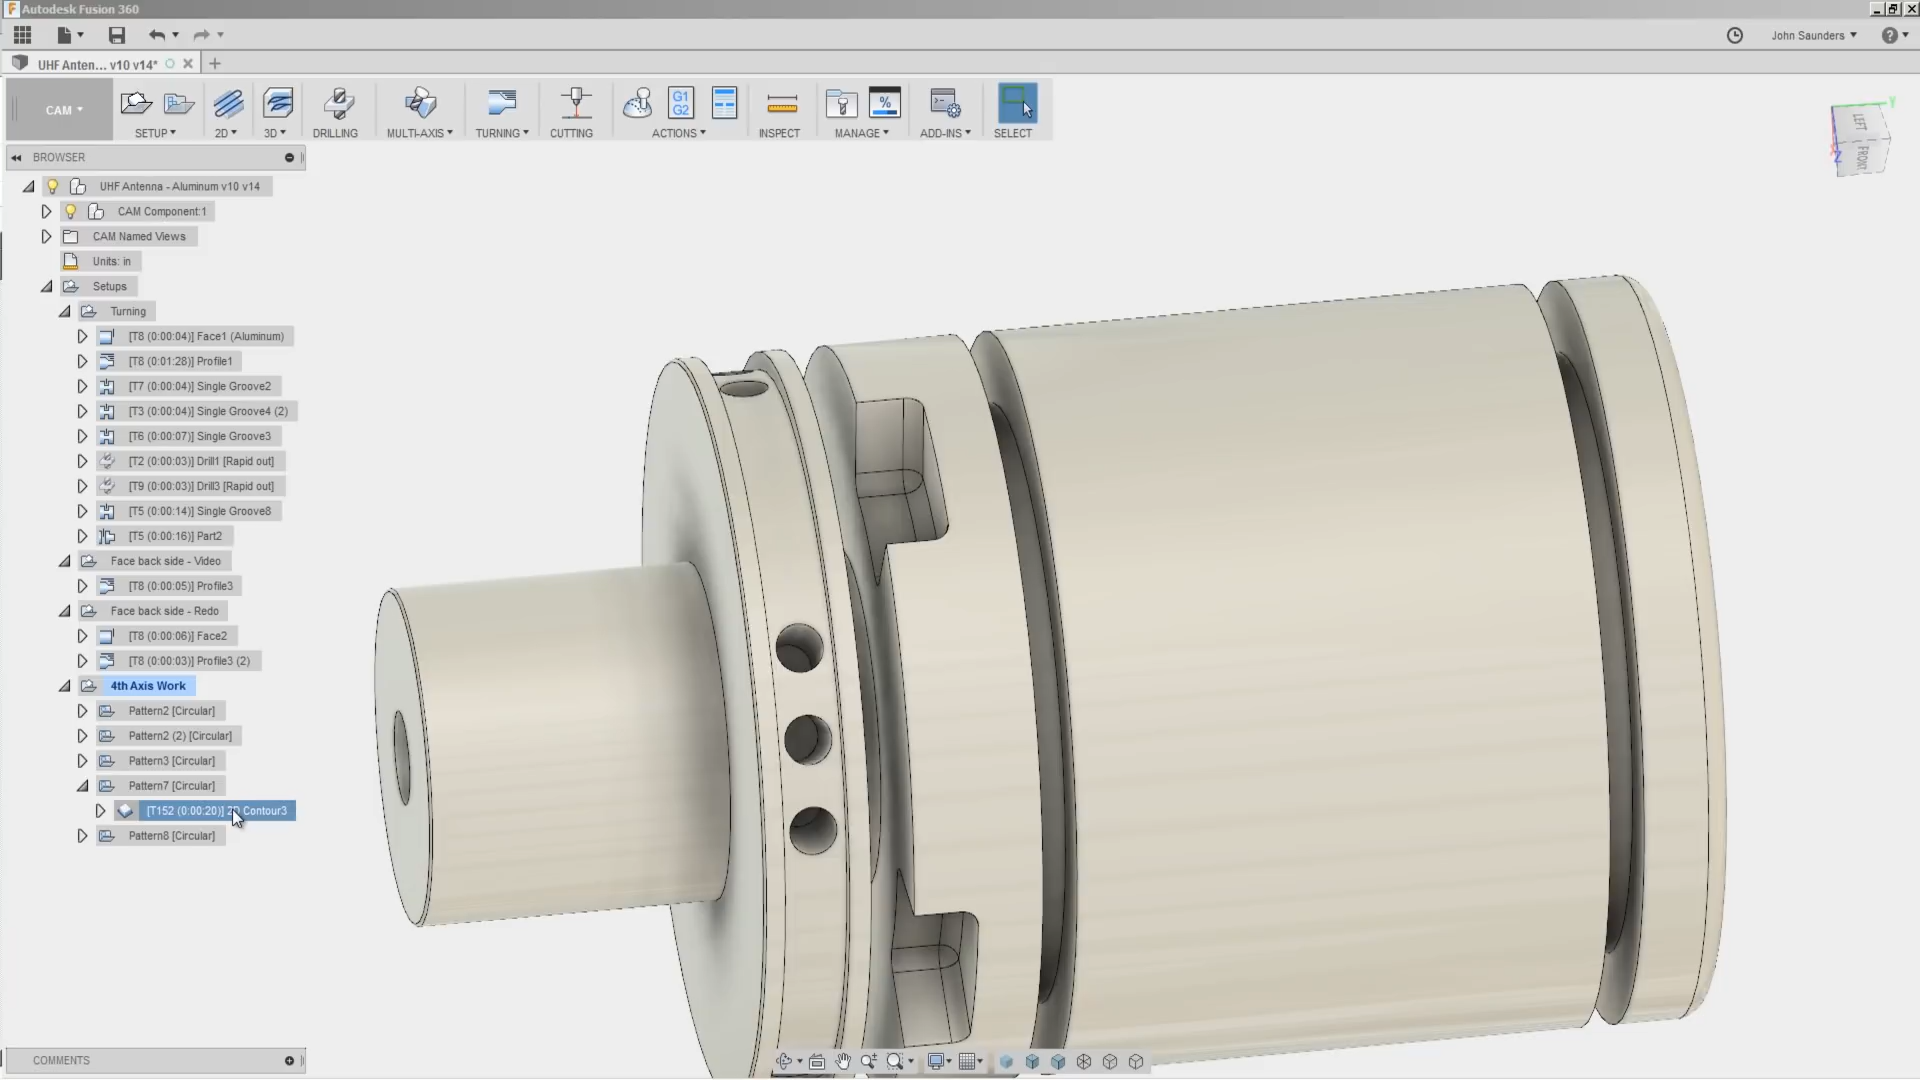 Autodesk Fusion 360
John Saunders
UHF Anten... v10 v14*
CAM
SETUP
2D
3D
DRILLING
MULTI-AXIS
TURNING
CUTTING
G1
G2
ACTIONS
INSPECT
%
MANAGE
ADD-INS
SELECT
Y
LEFT
FRONT
Z
BROWSER
UHF Antenna - Aluminum v10 v14
CAM Component:1
CAM Named Views
Units: in
Setups
Turning
[T8 (0:00:04)] Face1 (Aluminum)
[T8 (0:01:28)] Profile1
[T7 (0:00:04)] Single Groove2
[T3 (0:00:04)] Single Groove4 (2)
[T6 (0:00:07)] Single Groove3
[T2 (0:00:03)] Drill1 [Rapid out]
[T9 (0:00:03)] Drill3 [Rapid out]
[T5 (0:00:14)] Single Groove8
[T5 (0:00:16)] Part2
Face back side - Video
[T8 (0:00:05)] Profile3
Face back side - Redo
[T8 (0:00:06)] Face2
[T8 (0:00:03)] Profile3 (2)
4th Axis Work
Pattern2 [Circular]
Pattern2 (2) [Circular]
Pattern3 [Circular]
Pattern7 [Circular]
[T152 (0:00:20)] 2D Contour3
Pattern8 [Circular]
COMMENTS